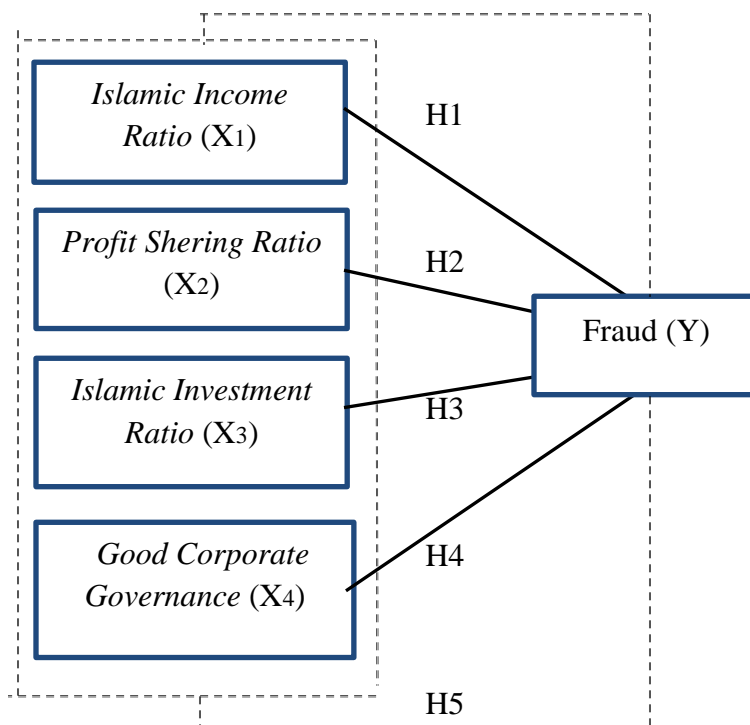 Islamic Income
Ratio (X1)
H1
Profit Shering Ratio
(X2)
H2
Fraud (Y)
Islamic Investment
Ratio (X3)
H3
Good Corporate
Governance (X4)
H4
H5